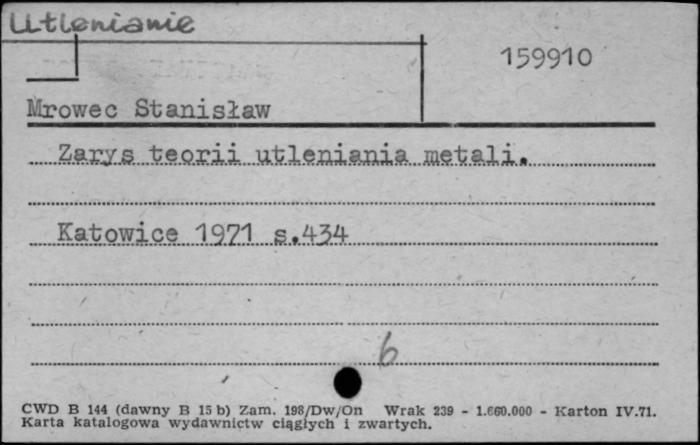 Utlenianie
159910
Mrowec Stanisław
Zarys teorii utleniania metali.
Katowice 1971 s.434
6
CWD B 144 (dawny B 15 b) Zam. 198/Dw/On Wrak 239 - 1.660.000 - Karton IV.71.
Karta katalogowa wydawnictw ciągłych i zwartych.